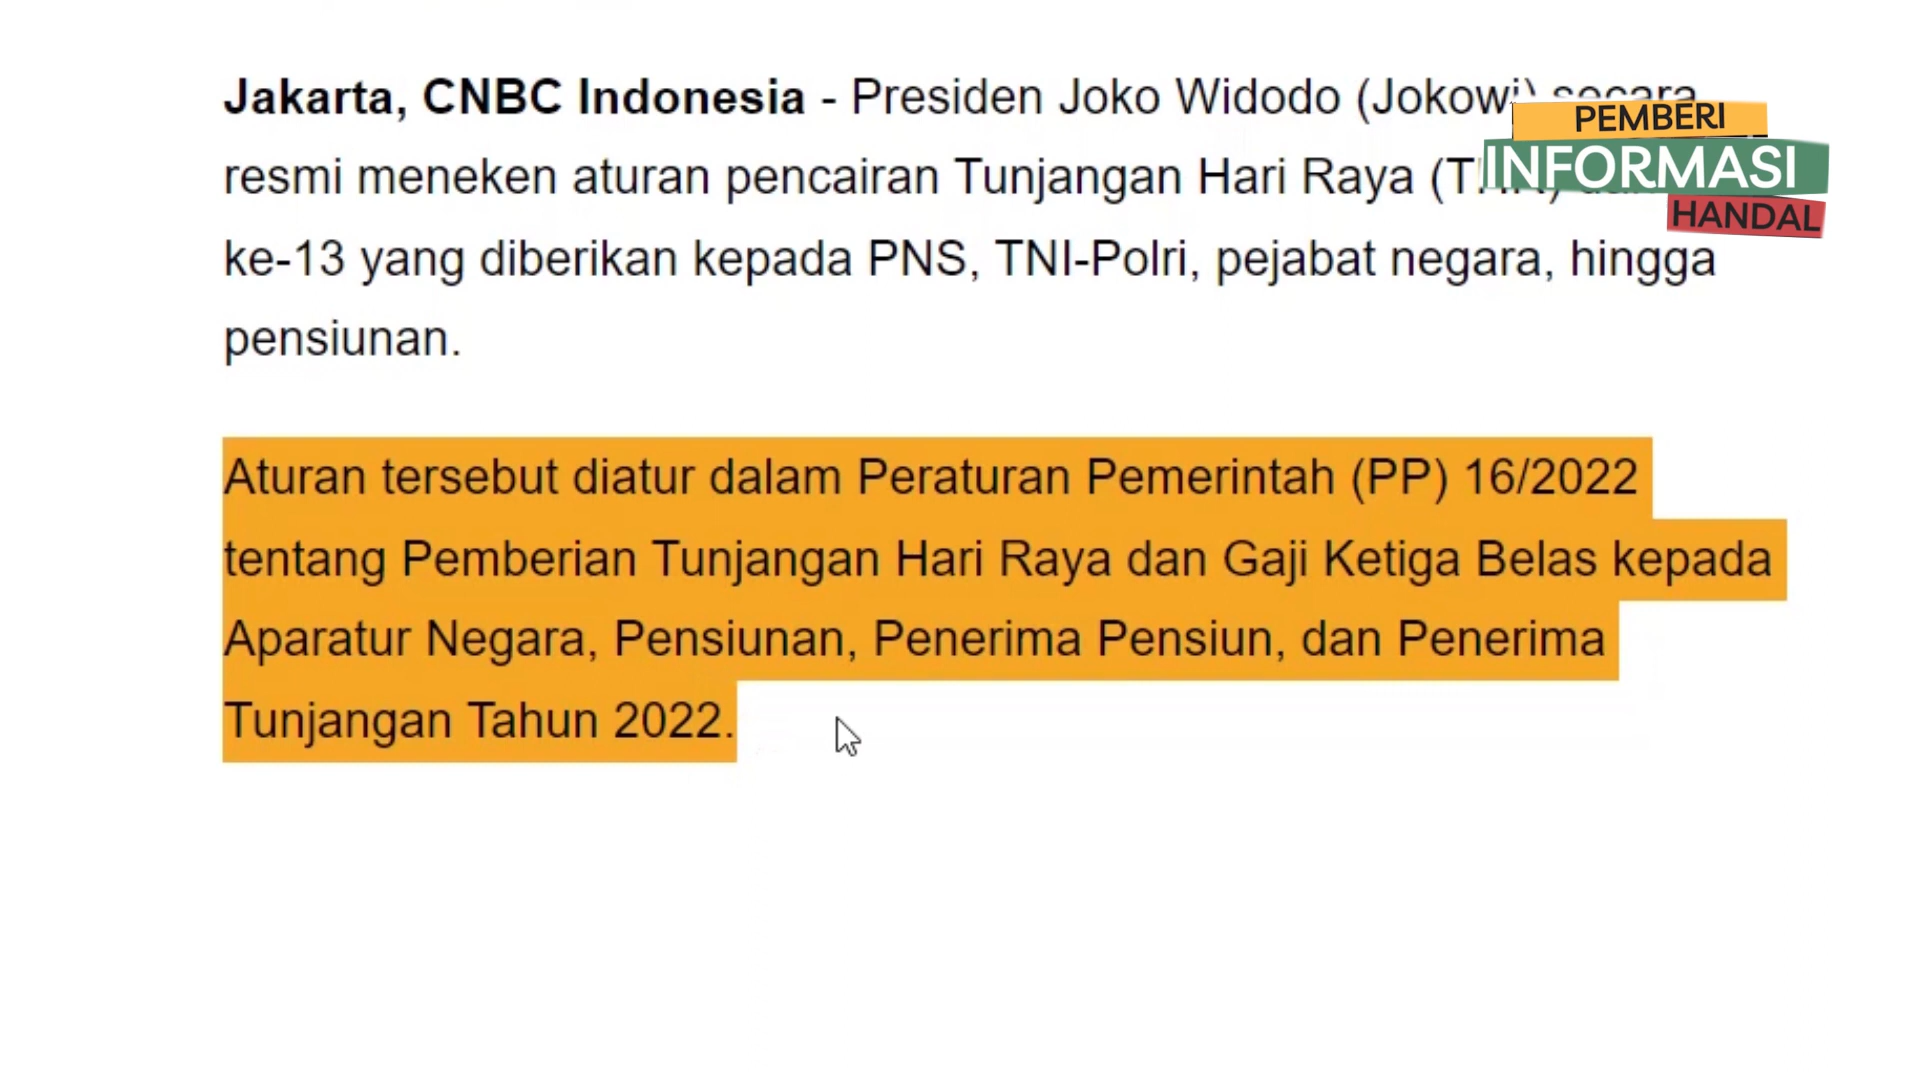 Jakarta, CNBC Indonesia - Presiden Joko Widodo (Jokowi) secara
resmi meneken aturan pencairan Tunjangan Hari Raya
ke-13 yang diberikan kepada PNS, TNI-Polri, pejabat negara, hingga
pensiunan.
PEMBERI
INFORMASI
HANDAL
Aturan tersebut diatur dalam Peraturan Pemerintah (PP) 16/2022
tentang Pemberian Tunjangan Hari Raya dan Gaji Ketiga Belas kepada
Aparatur Negara, Pensiunan, Penerima Pensiun, dan Penerima
Tunjangan Tahun 2022.